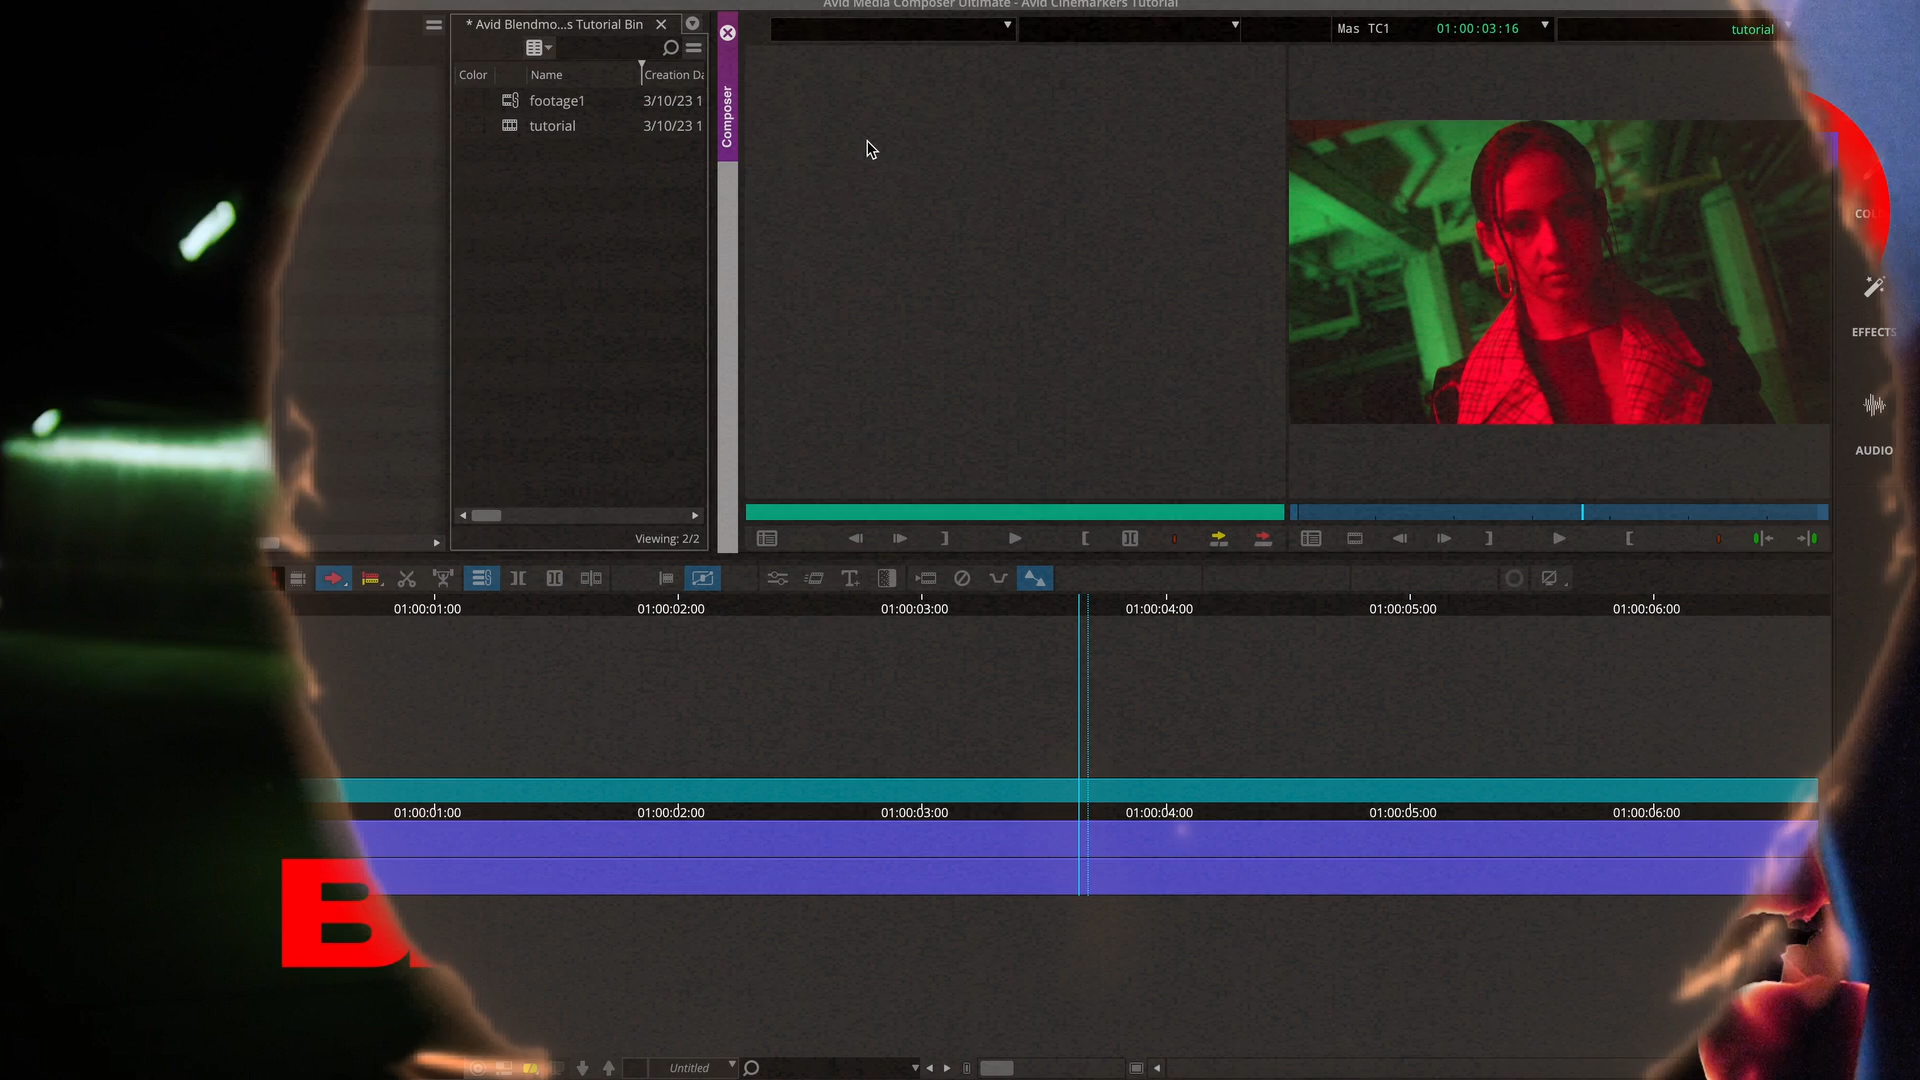 Avid Media Composer Ultimate - Avid Cinemarkers Tutorial
* Avid Blendmo...s Tutorial Bin
Mas TC1
01:00:03:16
tutorial
Color
Name
Creation Da
footage1
3/10/23 1
tutorial
3/10/23 1
Composer
COL
EFFECTS
AUDIO
Viewing: 2/2
01:00:01:00
01:00:02:00
01:00:03:00
01:00:04:00
01:00:05:00
01:00:06:00
01:00:01:00
01:00:02:00
01:00:03:00
01:00:04:00
01:00:05:00
01:00:06:00
B
Untitled